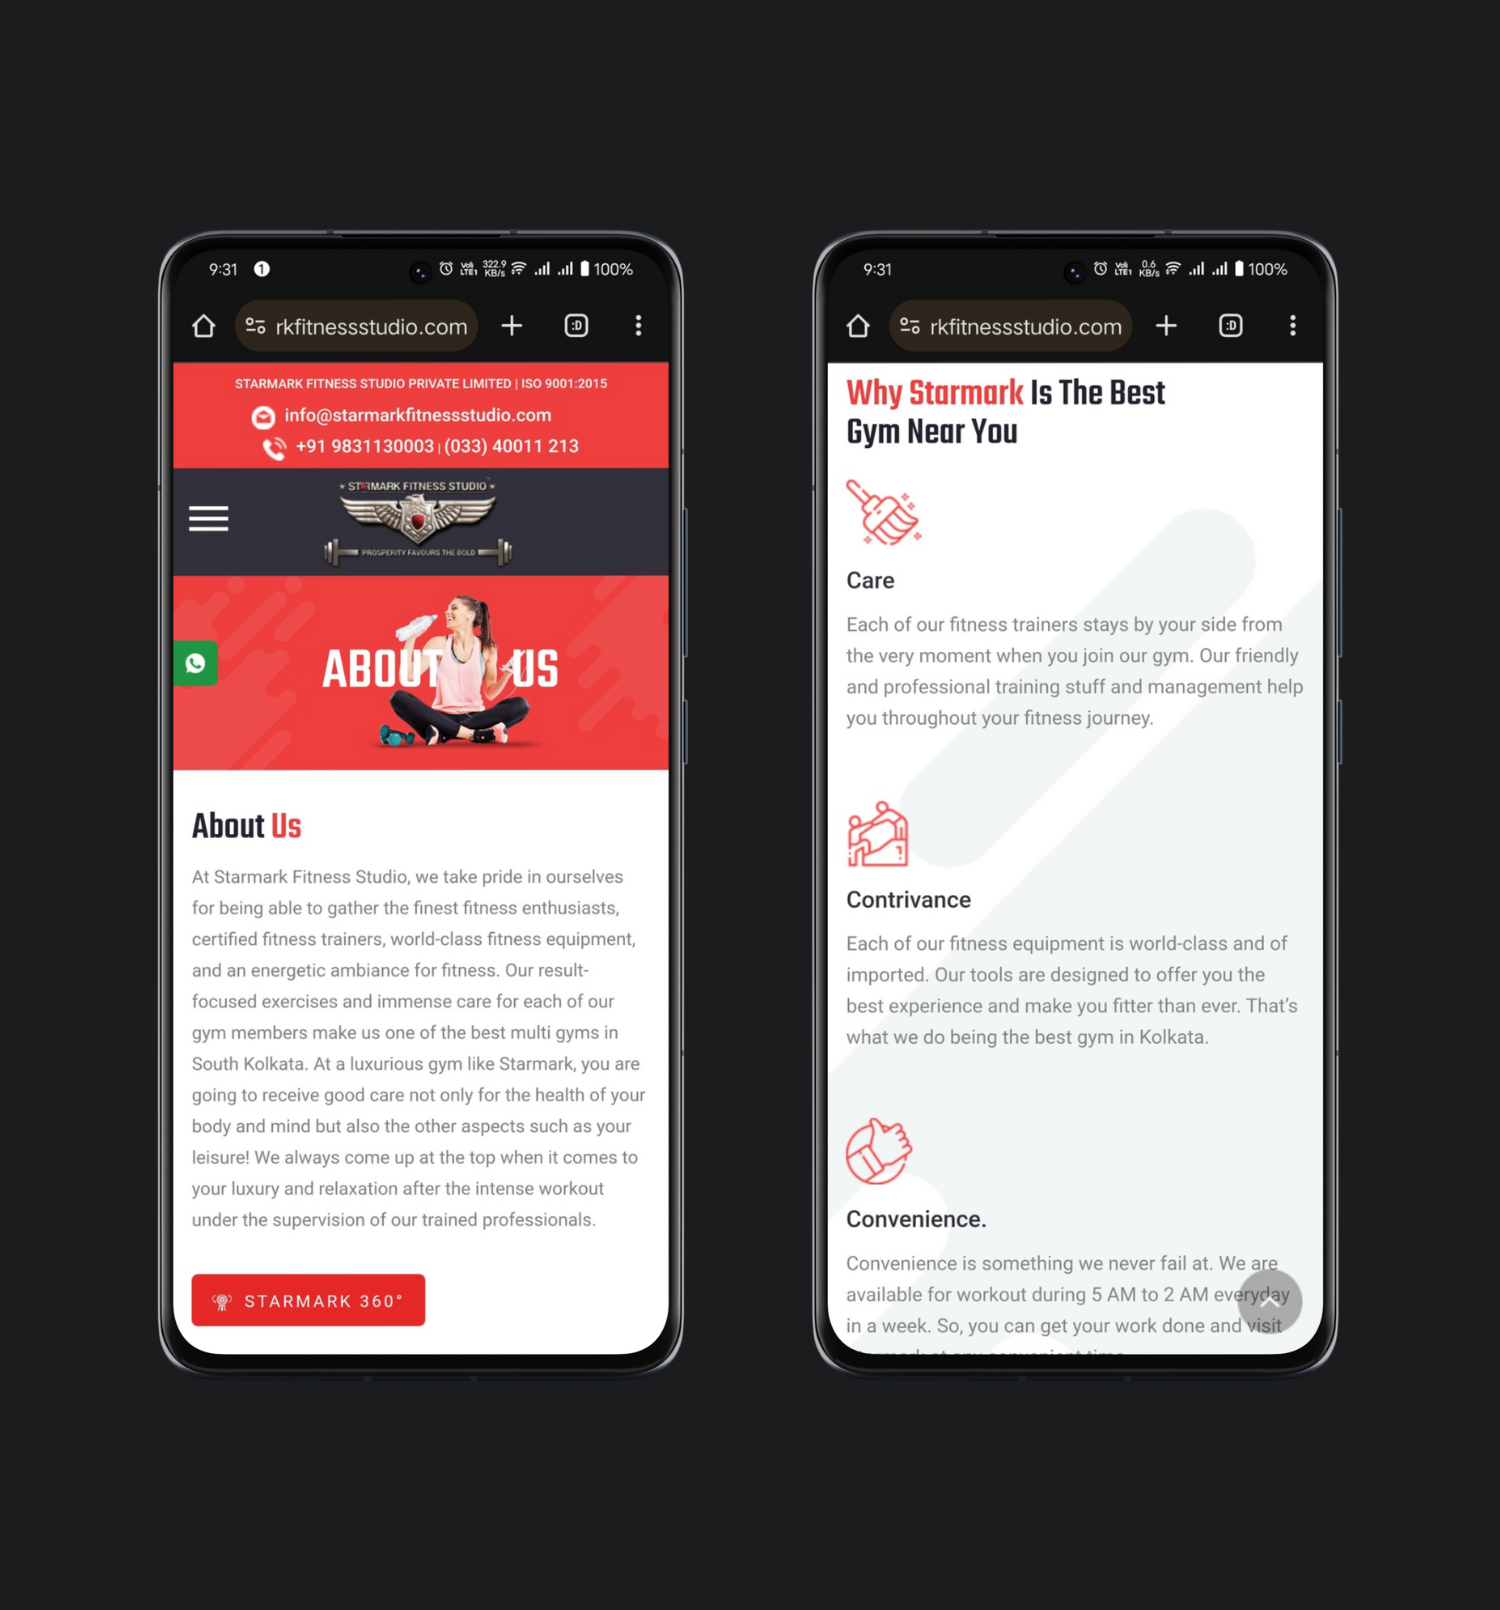 9:31 1 VoI) LTE1 322.9 KB/s 100%
rkfitnessstudio.com :D
STARMARK FITNESS STUDIO PRIVATE LIMITED | ISO 9001:2015
info@starmarkfitnessstudio.com
+91 9831130003 | (033) 40011 213
STARMARK FITNESS STUDIO
PROSPERITY FAVOURS THE BOLD
ABOUT US
About Us
At Starmark Fitness Studio, we take pride in ourselves
for being able to gather the finest fitness enthusiasts,
certified fitness trainers, world-class fitness equipment,
and an energetic ambiance for fitness. Our result-
focused exercises and immense care for each of our
gym members make us one of the best multi gyms in
South Kolkata. At a luxurious gym like Starmark, you are
going to receive good care not only for the health of your
body and mind but also the other aspects such as your
leisure! We always come up at the top when it comes to
your luxury and relaxation after the intense workout
under the supervision of our trained professionals.
STARMARK 360°
9:31 VoI) LTE1 0.6 KB/s 100%
rkfitnessstudio.com :D
Why Starmark Is The Best
Gym Near You
Care
Each of our fitness trainers stays by your side from
the very moment when you join our gym. Our friendly
and professional training stuff and management help
you throughout your fitness journey.
Contrivance
Each of our fitness equipment is world-class and of
imported. Our tools are designed to offer you the
best experience and make you fitter than ever. That's
what we do being the best gym in Kolkata.
Convenience.
Convenience is something we never fail at. We are
available for workout during 5 AM to 2 AM everyday
in a week. So, you can get your work done and visit